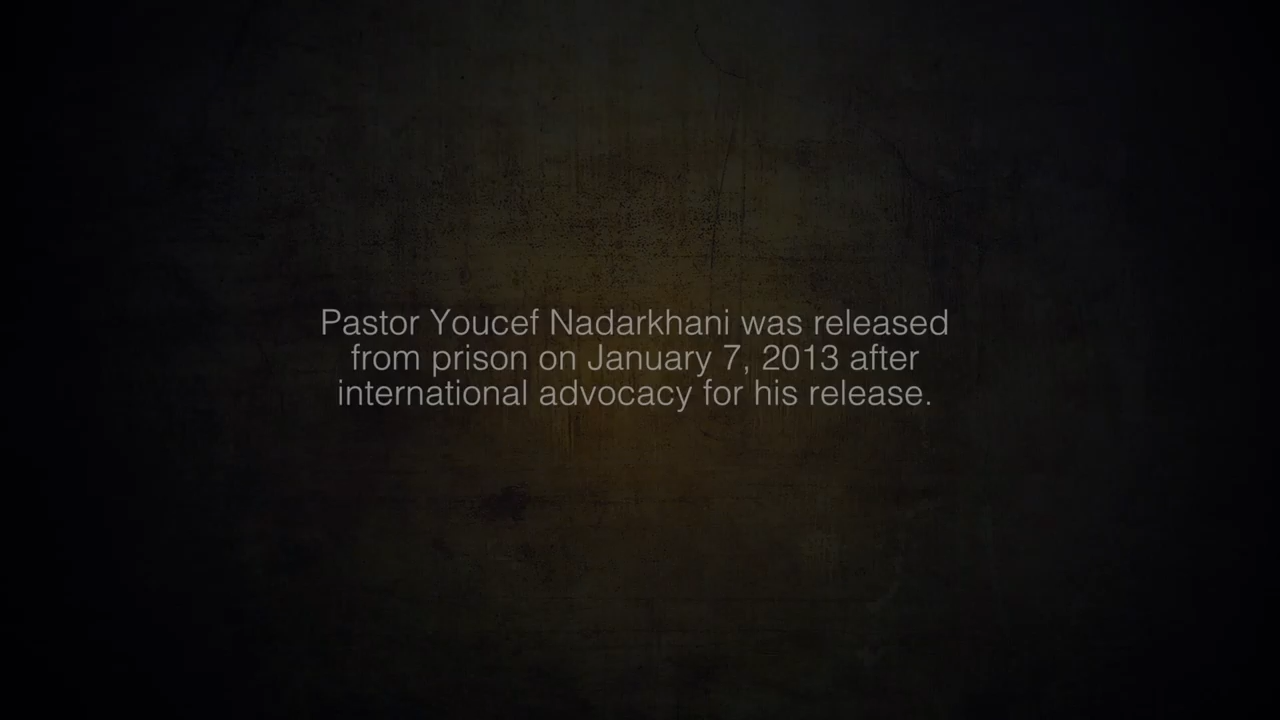 Pastor Youcef Nadarkhani was released
from prison on January 7, 2013 after
international advocacy for his release.